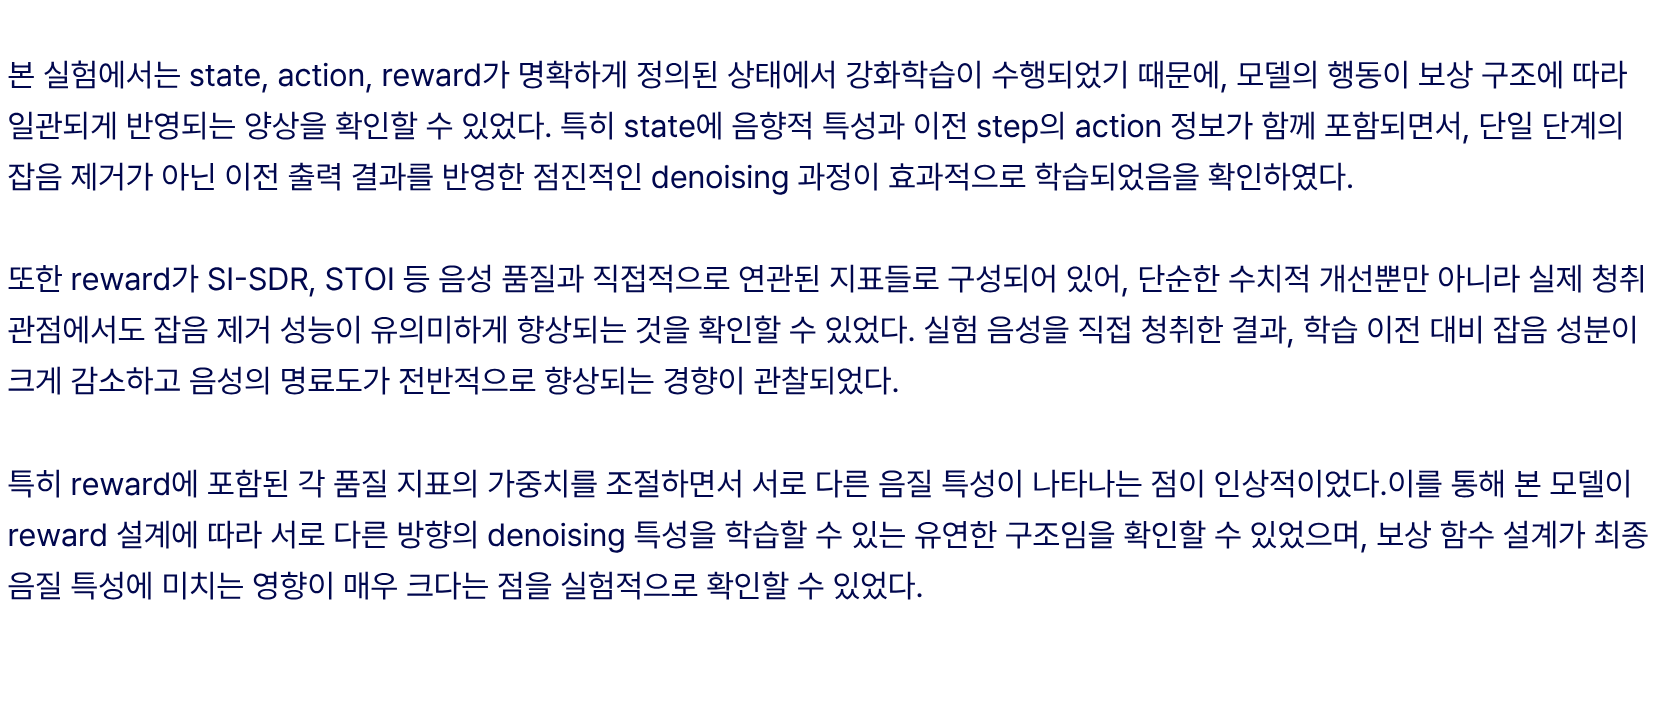 본 실험에서는 state, action, reward가 명확하게 정의된 상태에서 강화학습이 수행되었기 때문에, 모델의 행동이 보상 구조에 따라
일관되게 반영되는 양상을 확인할 수 있었다. 특히 state에 음향적 특성과 이전 step의 action 정보가 함께 포함되면서, 단일 단계의
잡음 제거가 아닌 이전 출력 결과를 반영한 점진적인 denoising 과정이 효과적으로 학습되었음을 확인하였다.
또한 reward가 SI-SDR, STOI 등 음성 품질과 직접적으로 연관된 지표들로 구성되어 있어, 단순한 수치적 개선뿐만 아니라 실제 청취
관점에서도 잡음 제거 성능이 유의미하게 향상되는 것을 확인할 수 있었다. 실험 음성을 직접 청취한 결과, 학습 이전 대비 잡음 성분이
크게 감소하고 음성의 명료도가 전반적으로 향상되는 경향이 관찰되었다.
특히 reward에 포함된 각 품질 지표의 가중치를 조절하면서 서로 다른 음질 특성이 나타나는 점이 인상적이었다.이를 통해 본 모델이
reward 설계에 따라 서로 다른 방향의 denoising 특성을 학습할 수 있는 유연한 구조임을 확인할 수 있었으며, 보상 함수 설계가 최종
음질 특성에 미치는 영향이 매우 크다는 점을 실험적으로 확인할 수 있었다.